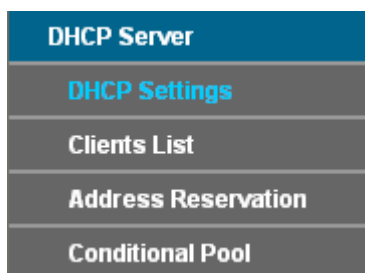 DHCP Server
DHCP Settings
Clients List
Address Reservation
Conditional Pool